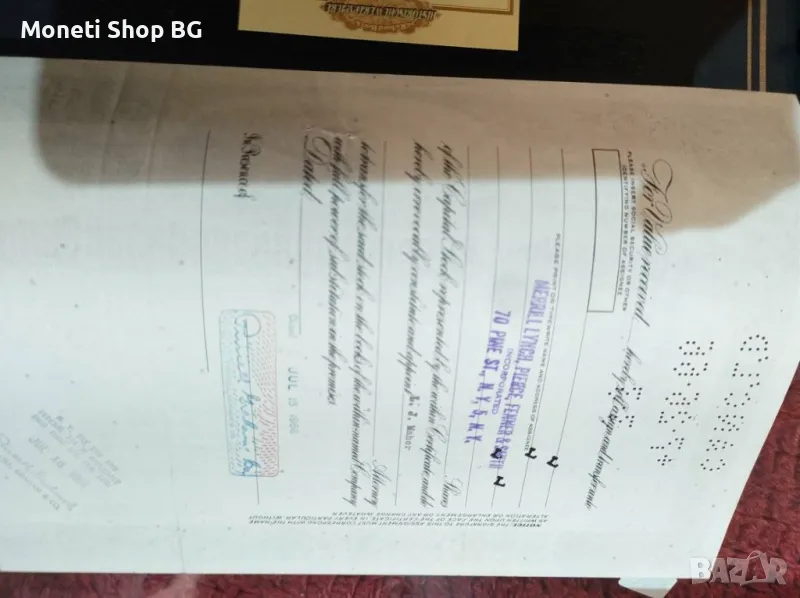 Moneti Shop BG
For Value received, hereby sell, assign and transfer unto
PLEASE INSERT SOCIAL SECURITY OR OTHER
IDENTIFYING NUMBER OF ASSIGNEE
PLEASE PRINT OR TYPEWRITE NAME AND ADDRESS OF ASSIGNEE
MERRILL LYNCH, PIERCE, FENNER & SMITH
INCORPORATED
70 PINE ST., N. Y. 5, N. Y.
Shares
of the Capital Stock represented by the within Certificate, and do
hereby irrevocably constitute and appoint
Attorney
to transfer the said stock on the books of the within-named Company
with full power of substitution in the premises.
Dated
JUL 15
In Presence of
NOTICE: THE SIGNATURE TO THIS ASSIGNMENT MUST CORRESPOND WITH THE NAME
AS WRITTEN UPON THE FACE OF THE CERTIFICATE IN EVERY PARTICULAR WITHOUT
ALTERATION OR ENLARGEMENT, OR ANY CHANGE WHATEVER.
BAZAR